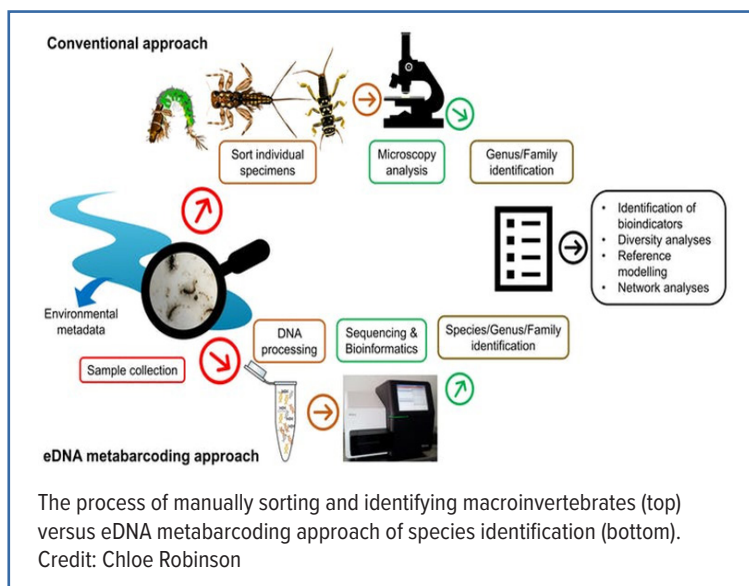 Conventional approach
Sort individual
specimens
Microscopy
analysis
Genus/Family
identification
• Identification of
bioindicators
• Diversity analyses
• Reference
modelling
• Network analyses
Environmental
metadata
Sample collection
DNA
processing
Sequencing &
Bioinformatics
Species/Genus/Family
identification
eDNA metabarcoding approach
The process of manually sorting and identifying macroinvertebrates (top)
versus eDNA metabarcoding approach of species identification (bottom).
Credit: Chloe Robinson